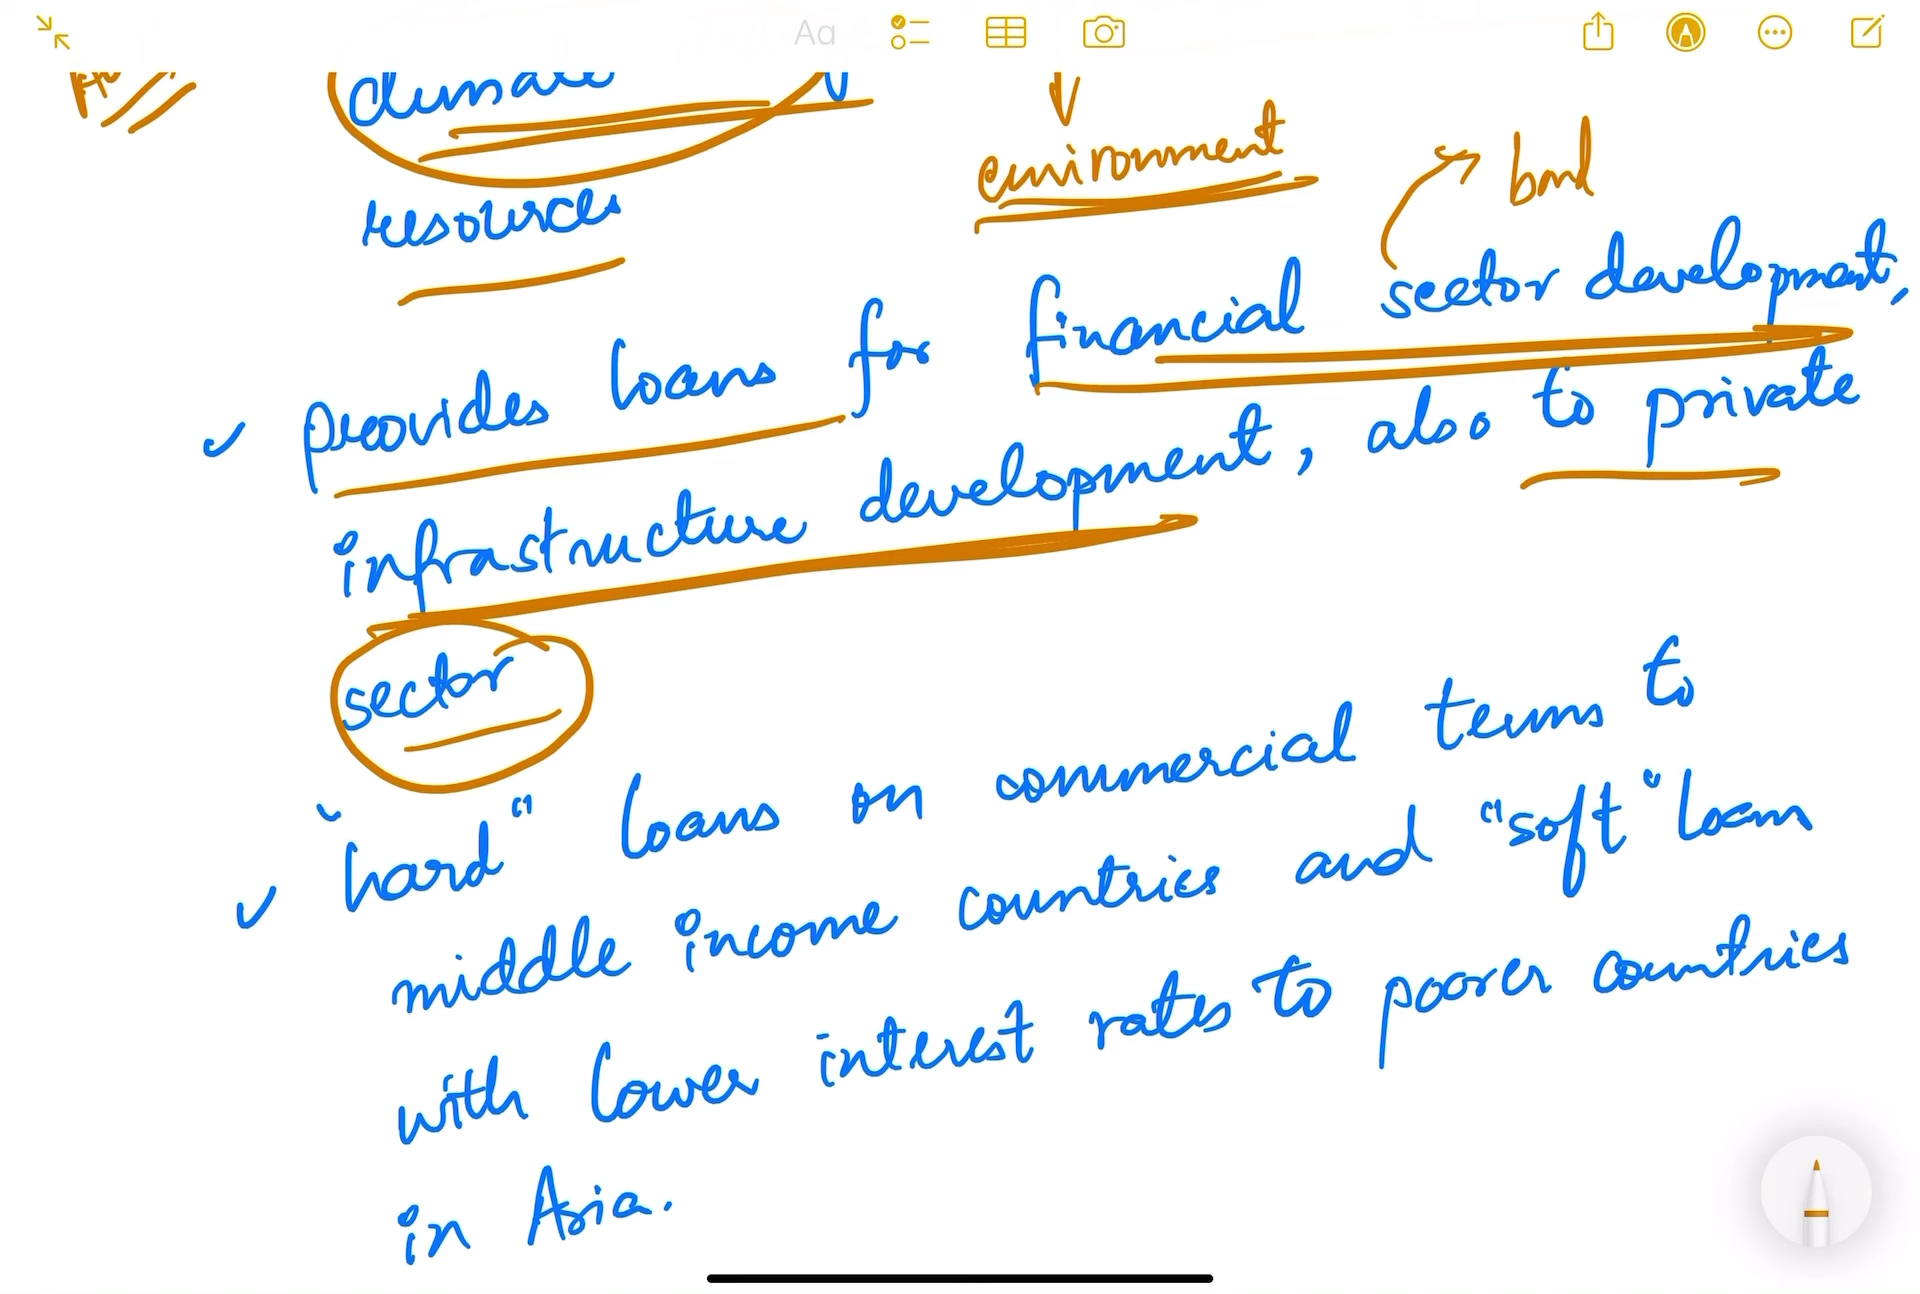 Aa
climate
environment
bond
resources
provides loans for financial sector development,
infrastructure development, also to private
sector
"hard" loans on commercial terms to
middle income countries and "soft" loan
with lower interest rates to poorer countries
in Asia.